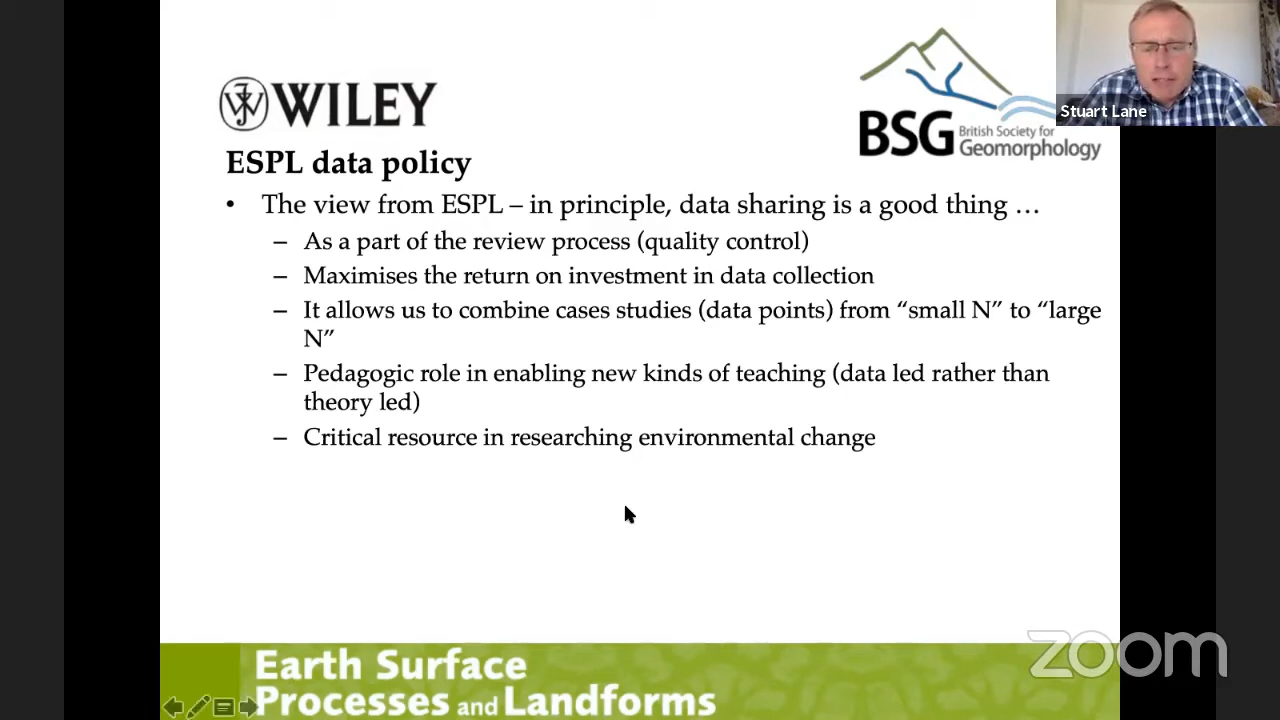 WILEY
BSG British Society for
Geomorphology
Stuart Lane
ESPL data policy
• The view from ESPL – in principle, data sharing is a good thing …
– As a part of the review process (quality control)
– Maximises the return on investment in data collection
– It allows us to combine cases studies (data points) from “small N” to “large
N”
– Pedagogic role in enabling new kinds of teaching (data led rather than
theory led)
– Critical resource in researching environmental change
zoom
Earth Surface
Processes and Landforms